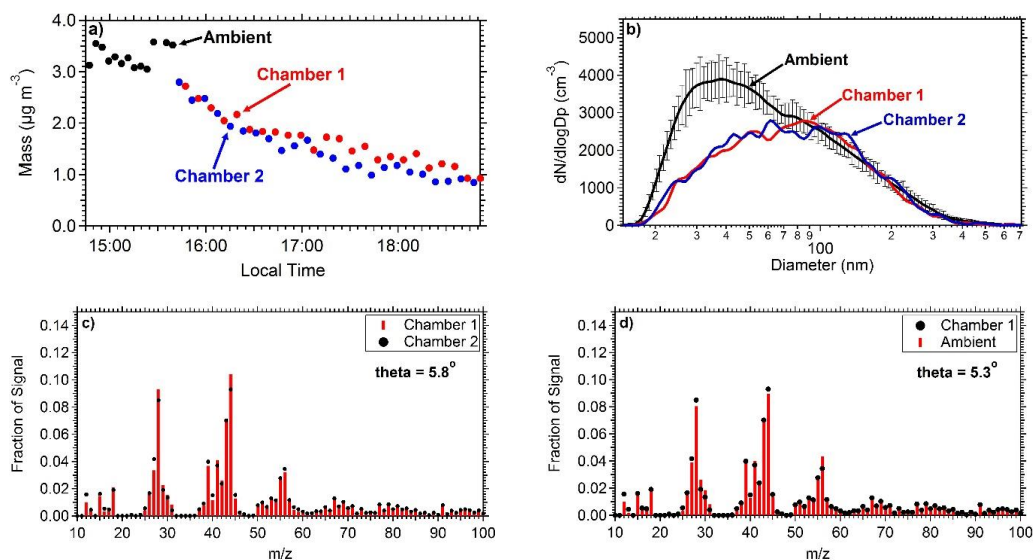 a)
4.0
3.0
2.0
1.0
0.0
Mass (µg m-3)
Ambient
Chamber 1
Chamber 2
15:00 16:00 17:00 18:00
Local Time
b)
5000
4000
3000
2000
1000
0
dN/dlogDp (cm-3)
Ambient
Chamber 1
Chamber 2
2 3 4 5 6 7 8 9 100 2 3 4 5 6 7
Diameter (nm)
c)
0.14
0.12
0.10
0.08
0.06
0.04
0.02
0.00
Fraction of Signal
Chamber 1
Chamber 2
theta = 5.8°
10 20 30 40 50 60 70 80 90 100
m/z
d)
0.14
0.12
0.10
0.08
0.06
0.04
0.02
0.00
Fraction of Signal
Chamber 1
Ambient
theta = 5.3°
10 20 30 40 50 60 70 80 90 100
m/z